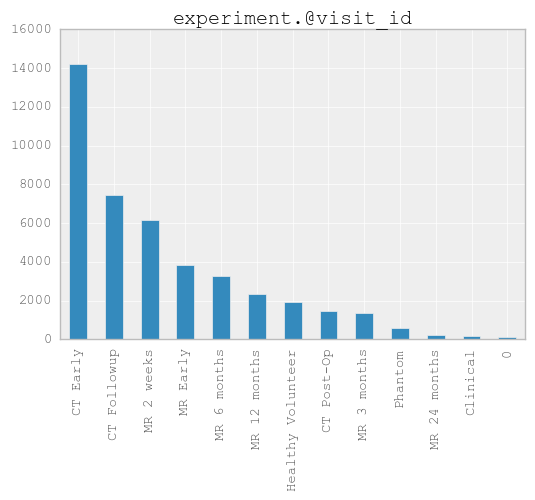 experiment.@visit_id
16000
14000
12000
10000
8000
6000
4000
2000
0
CT Early
CT Followup
MR 2 weeks
MR Early
MR 6 months
MR 12 months
Healthy Volunteer
CT Post-Op
MR 3 months
Phantom
MR 24 months
Clinical
0